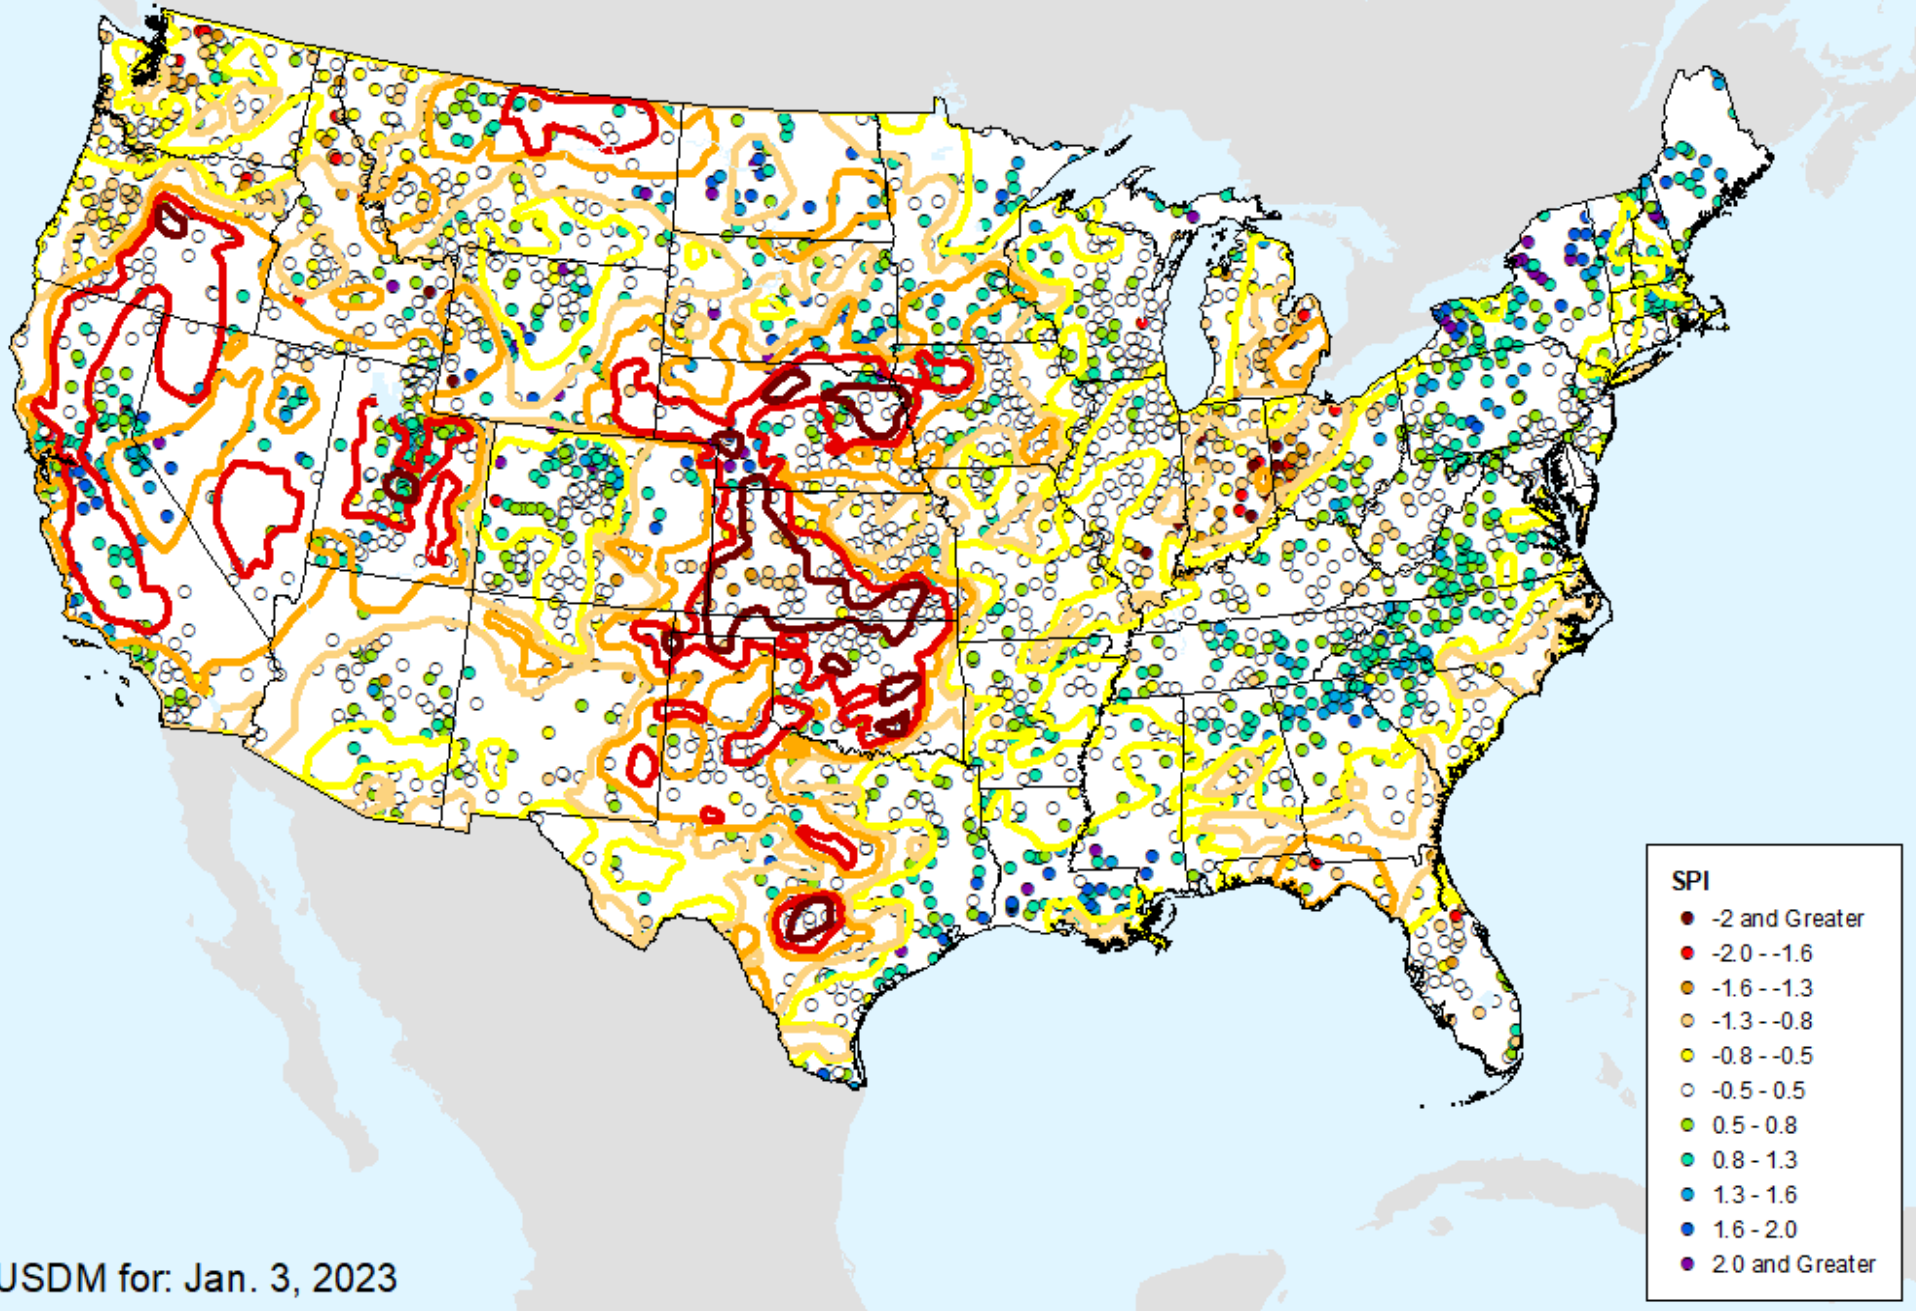 SPI
-2 and Greater
-2.0 - -1.6
-1.6 - -1.3
-1.3 - -0.8
-0.8 - -0.5
-0.5 - 0.5
0.5 - 0.8
0.8 - 1.3
1.3 - 1.6
1.6 - 2.0
2.0 and Greater
USDM for: Jan. 3, 2023